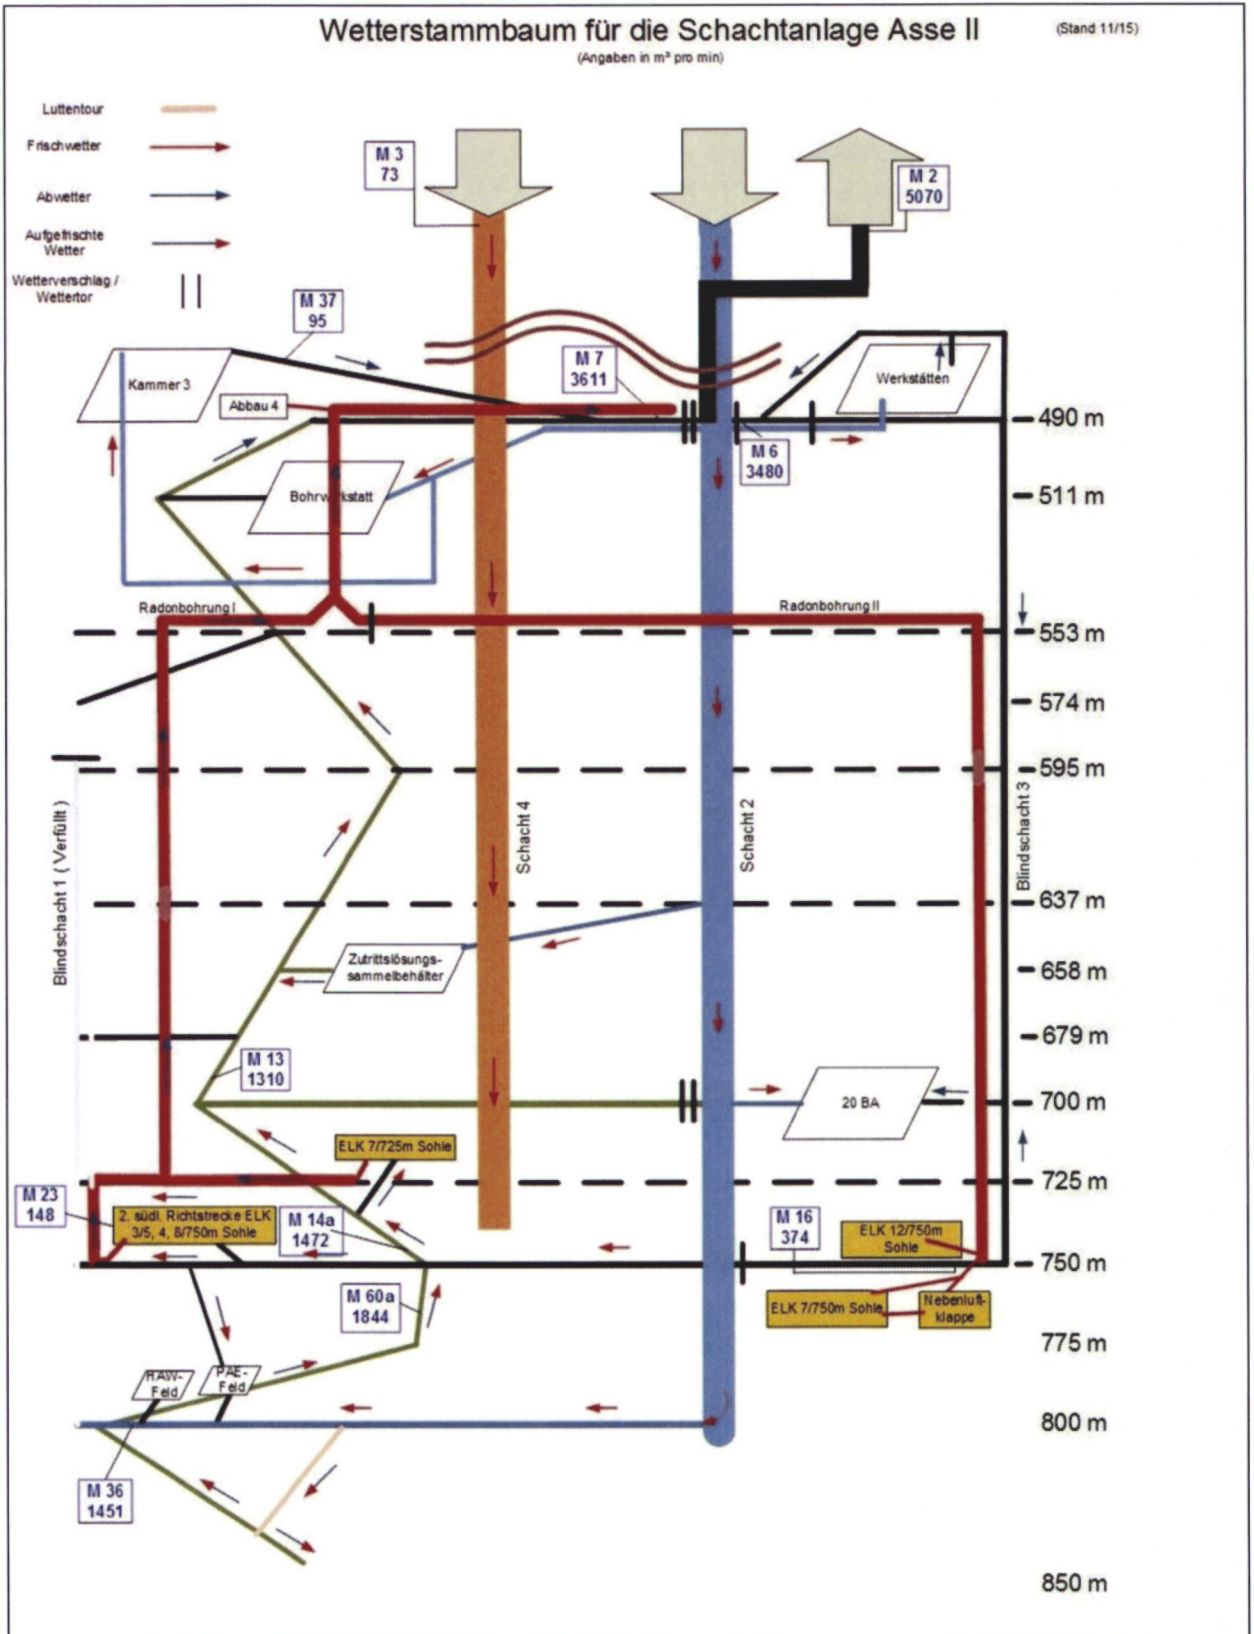 Wetterstammbaum für die Schachtanlage Asse II
(Stand 11/15)
(Angaben in m³ pro min)
Luttentour
Frischwetter
Abwetter
Aufgefrischte
Wetter
Wetterverschlag /
Wettertor
M 3
73
M 2
5070
M 37
95
M 7
3611
Kammer 3
Werkstätten
Abbau 4
490 m
M 6
3480
Bohrwerkstatt
511 m
Radonbohrung I
Radonbohrung II
553 m
574 m
595 m
Blindschacht 1 ( Verfüllt )
Schacht 4
Schacht 2
Blindschacht 3
637 m
Zutrittslösungs-
sammelbehälter
658 m
679 m
M 13
1310
20 BA
700 m
ELK 7/725m Sohle
725 m
M 23
148
2. südl. Richtstrecke ELK
3/5, 4, 8/750m Sohle
M 14a
1472
M 16
374
ELK 12/750m
Sohle
750 m
M 60a
1844
ELK 7/750m Sohle
Nebenluft-
klappe
775 m
RAW-
Feld
PAE-
Feld
800 m
M 36
1451
850 m